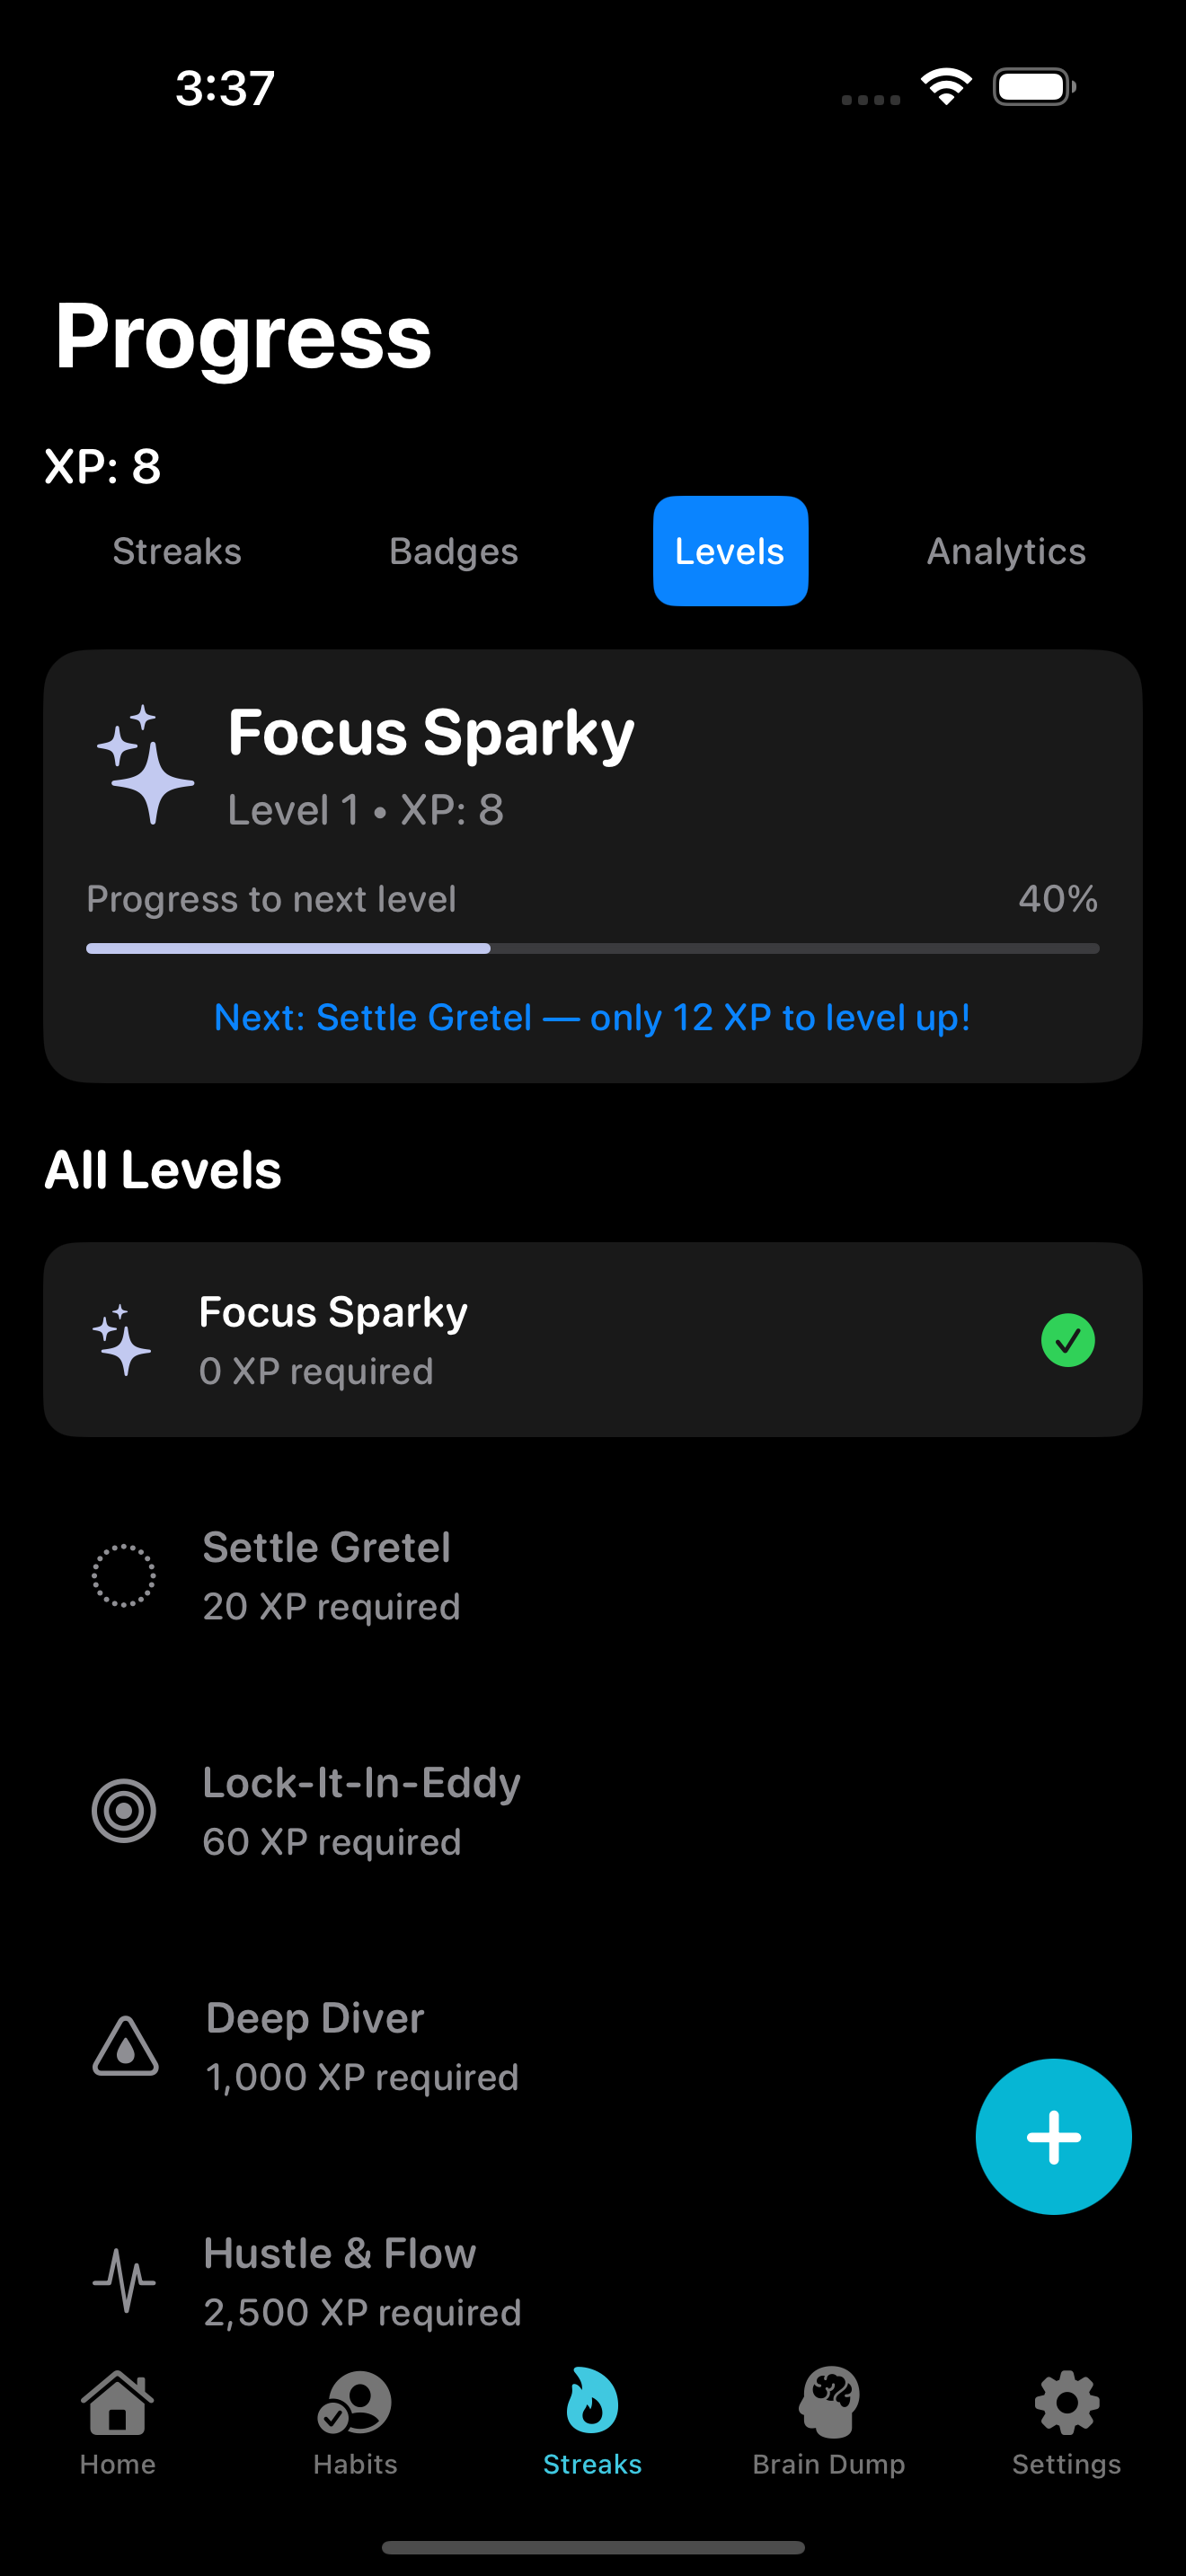 3:37
Progress
XP: 8
Streaks Badges Levels Analytics
Focus Sparky
Level 1 • XP: 8
Progress to next level 40%
Next: Settle Gretel — only 12 XP to level up!
All Levels
Focus Sparky
0 XP required
Settle Gretel
20 XP required
Lock-It-In-Eddy
60 XP required
Deep Diver
1,000 XP required
Hustle & Flow
2,500 XP required
Home Habits Streaks Brain Dump Settings